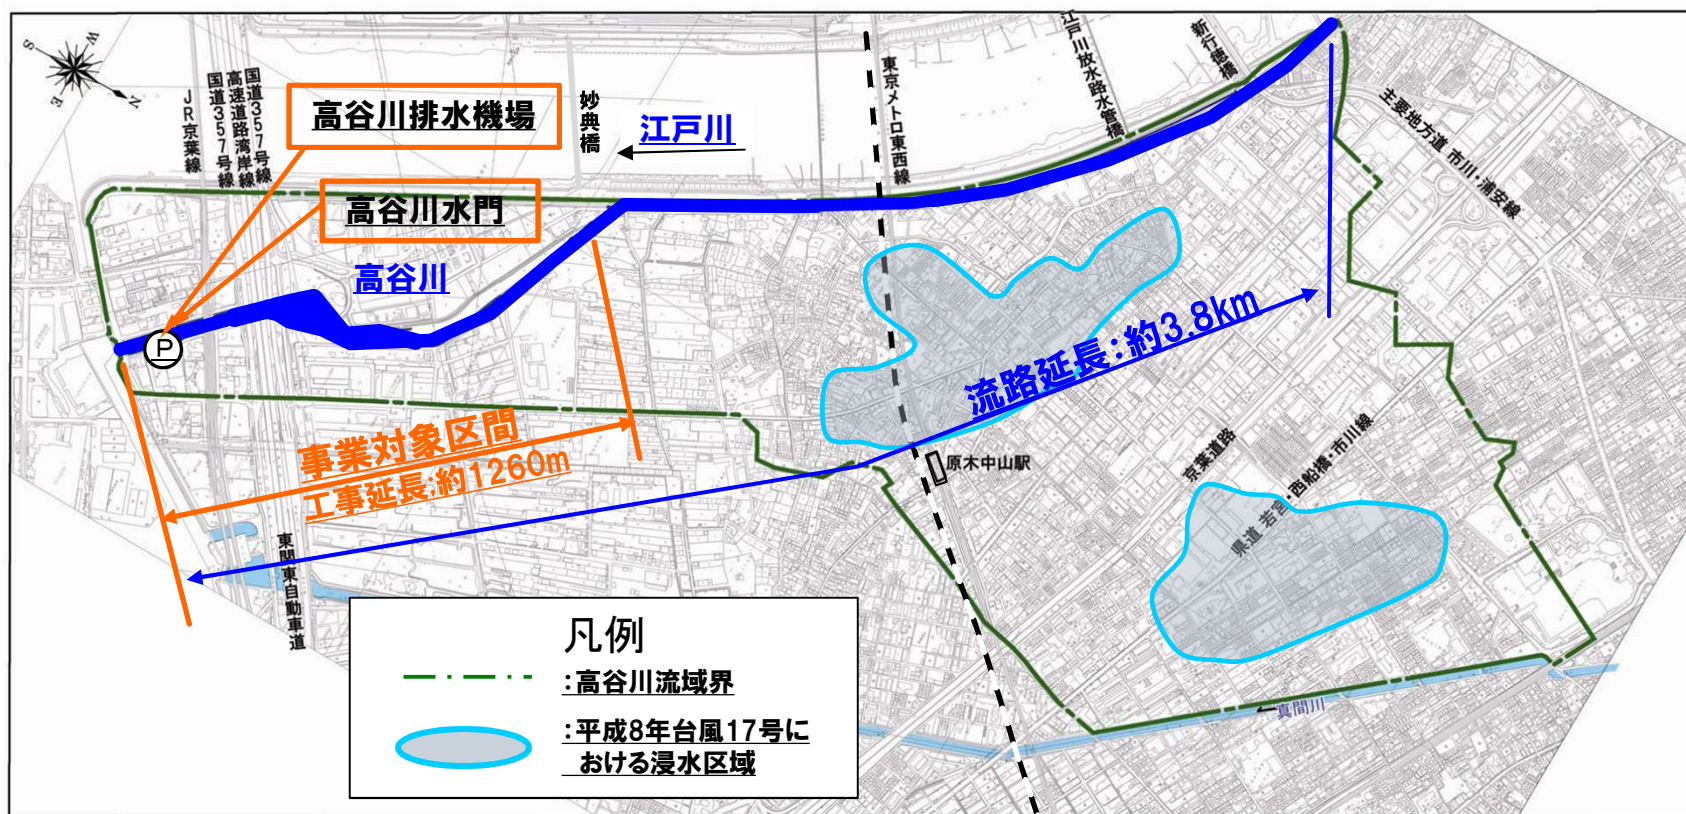 S
W
E
N
JR京葉線
国道357号線
高速道路湾岸線
国道357号線
高谷川排水機場
妙典橋
江戸川
東京メトロ東西線
江戸川放水路水管橋
新行徳橋
主要地方道 市川・浦安線
高谷川水門
高谷川
P
流路延長:約3.8km
事業対象区間
工事延長:約1260m
原木中山駅
京葉道路
県道 若宮・西船橋・市川線
東関東自動車道
真間川
凡例
:高谷川流域界
:平成8年台風17号に
おける浸水区域